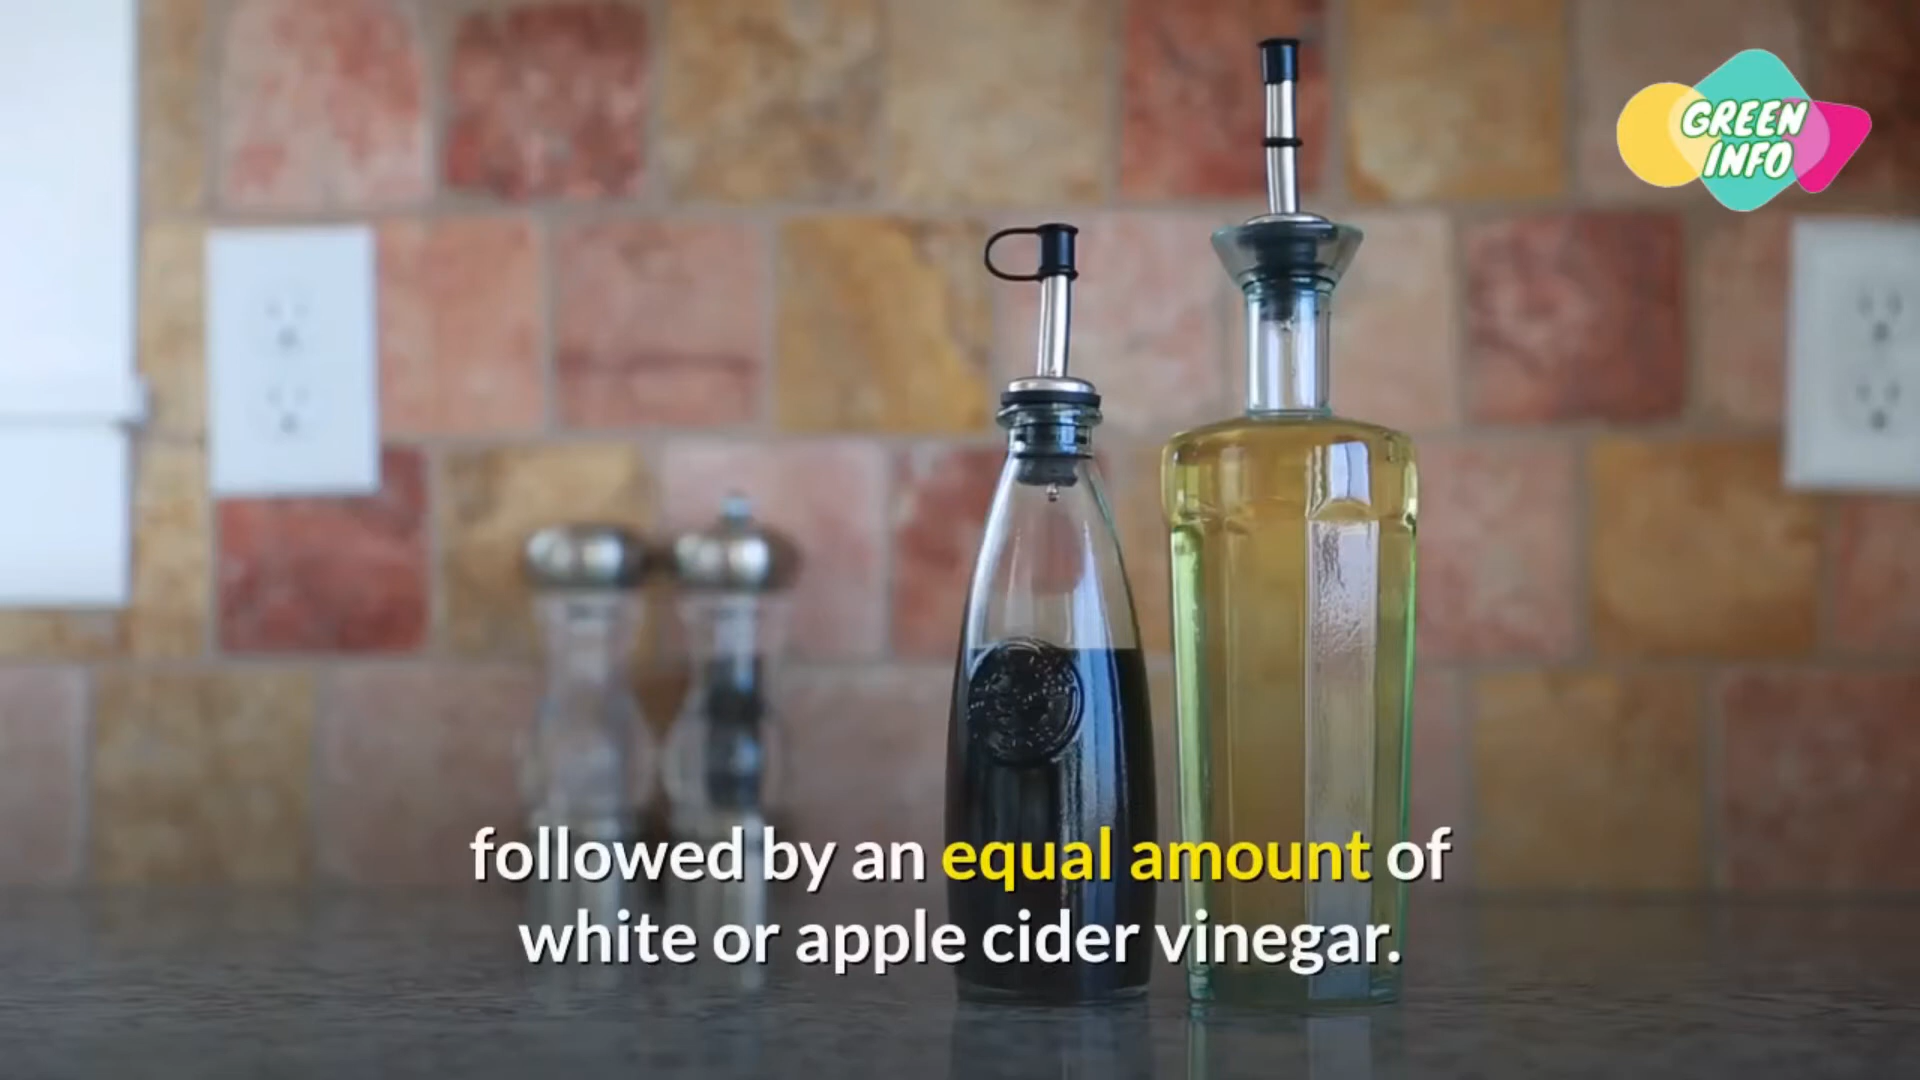 GREEN
INFO
followed by an equal amount of
white or apple cider vinegar.